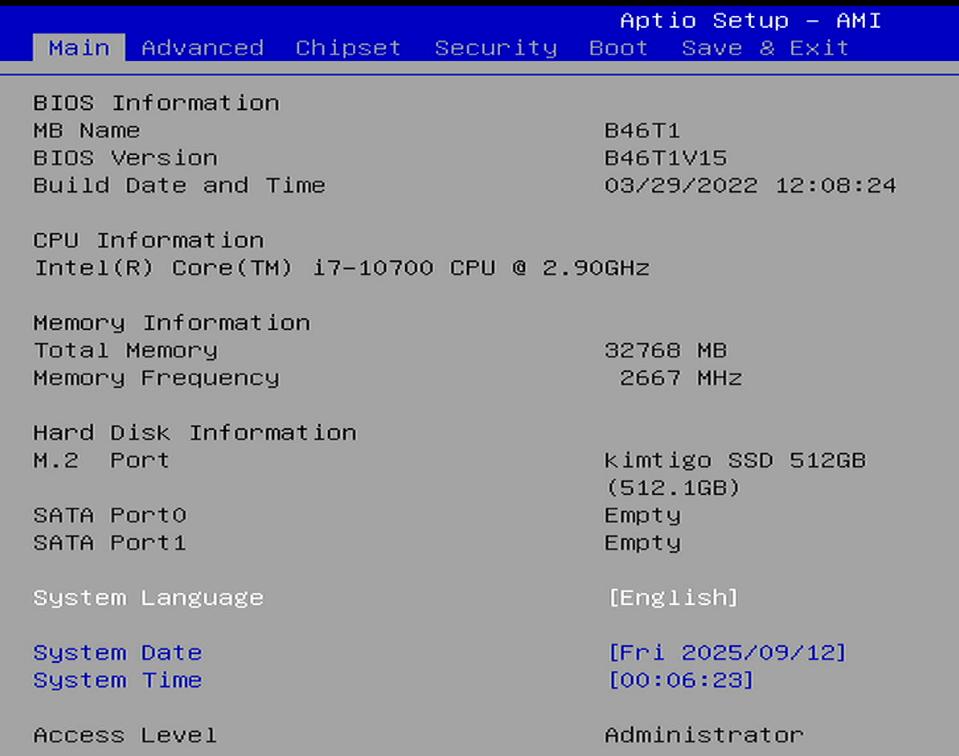 Aptio Setup - AMI
Main Advanced Chipset Security Boot Save & Exit
BIOS Information
MB Name B46T1
BIOS Version B46T1V15
Build Date and Time 03/29/2022 12:08:24
CPU Information
Intel(R) Core(TM) i7-10700 CPU @ 2.90GHz
Memory Information
Total Memory 32768 MB
Memory Frequency 2667 MHz
Hard Disk Information
M.2 Port kimtigo SSD 512GB
(512.1GB)
SATA Port0 Empty
SATA Port1 Empty
System Language [English]
System Date [Fri 2025/09/12]
System Time [00:06:23]
Access Level Administrator